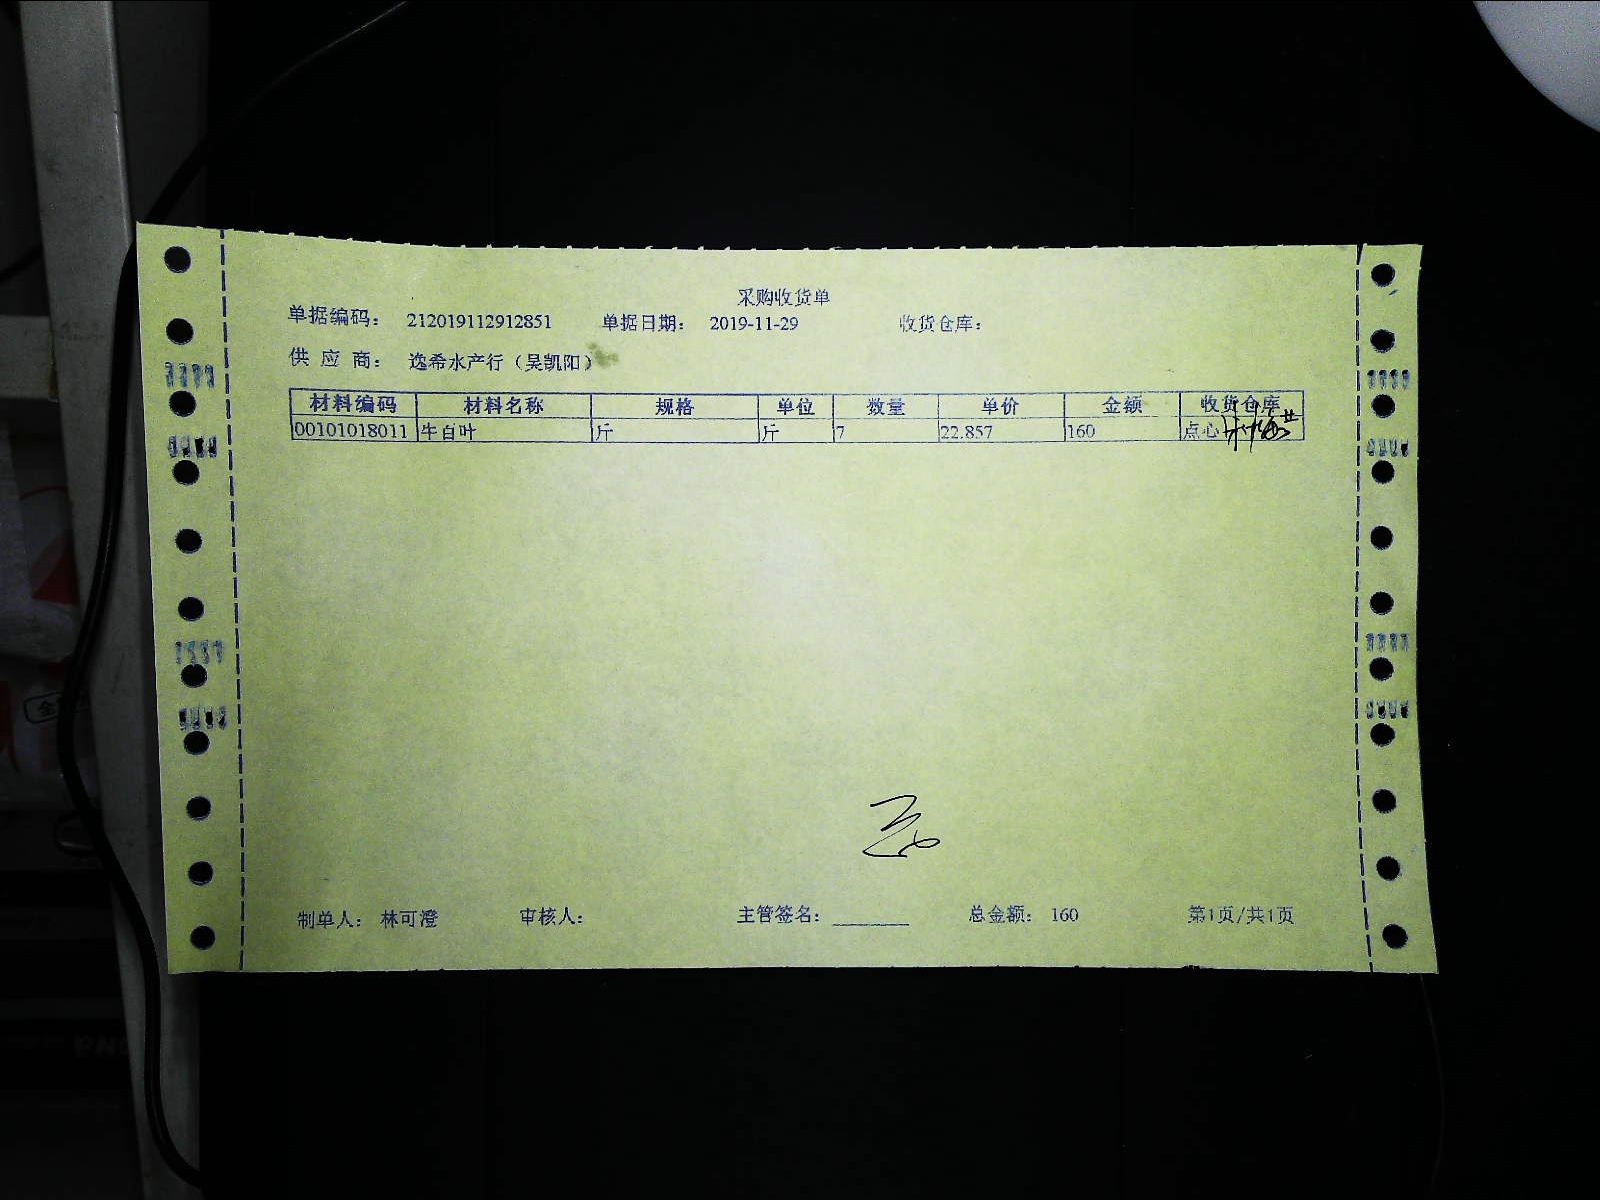 采购收货单
单据编码： 212019112912851 单据日期： 2019-11-29 收货仓库：
供 应 商： 逸希水产行（吴凯阳）
材料编码 材料名称 规格 单位 数量 单价 金额 收货仓库
00101018011 牛白叶 斤 斤 7 22.857 160 点心
制单人： 林可澄 审核人： 主管签名： 总金额： 160 第1页/共1页